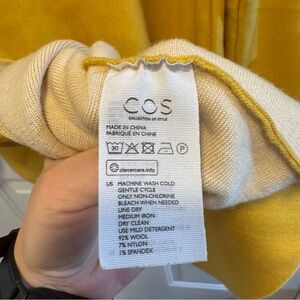 COS
COLLECTION OF STYLE
MADE IN CHINA
FABRIQUÉ EN CHINE
30 P
clevercare.info
US MACHINE WASH COLD
GENTLE CYCLE
ONLY NON-CHLORINE
BLEACH WHEN NEEDED
LINE DRY
MEDIUM IRON
DRY CLEAN
USE MILD DETERGENT
92% WOOL
7% NYLON
1% SPANDEX